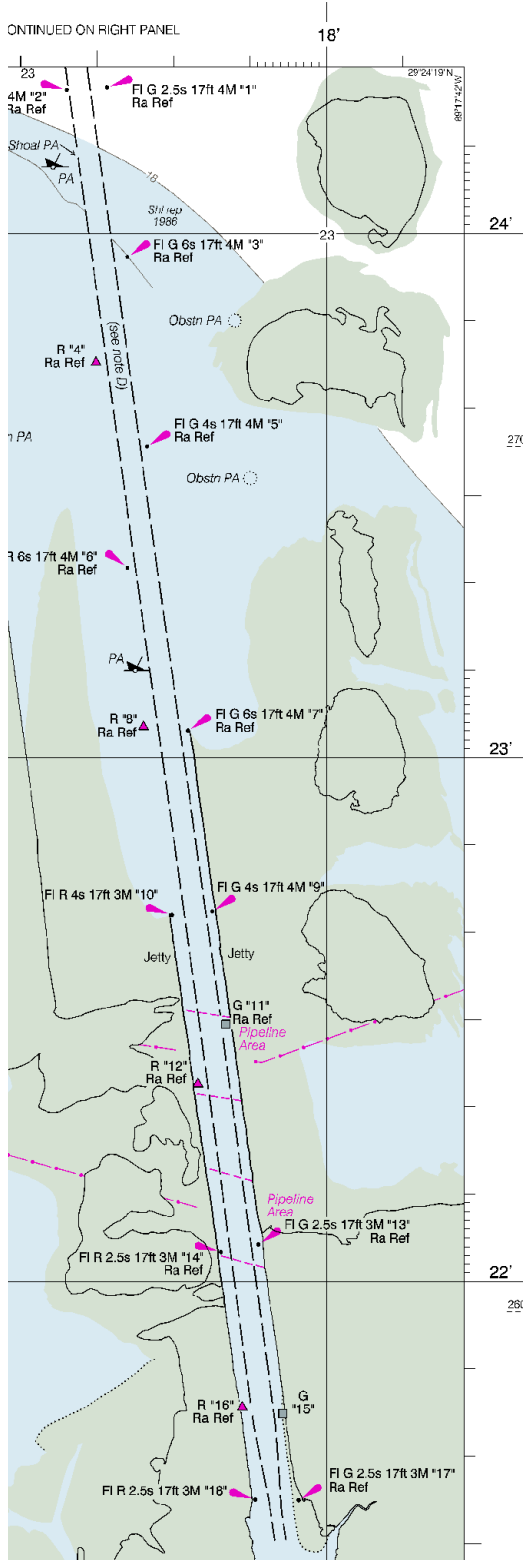 ONTINUED ON RIGHT PANEL
18'
23
29°24'19"N
89°17'42"W
4M "2"
Ra Ref
Fl G 2.5s 17ft 4M "1"
Ra Ref
Shoal PA
PA
18
Shl rep
1986
24'
23
Fl G 6s 17ft 4M "3"
Ra Ref
Obstn PA
(see note D)
R "4"
Ra Ref
Fl G 4s 17ft 4M "5"
Ra Ref
n PA
270
Obstn PA
R 6s 17ft 4M "6"
Ra Ref
PA
R "8"
Ra Ref
Fl G 6s 17ft 4M "7"
Ra Ref
23'
Fl R 4s 17ft 3M "10"
Fl G 4s 17ft 4M "9"
Jetty
Jetty
G "11"
Ra Ref
Pipeline
Area
R "12"
Ra Ref
Pipeline
Area
Fl G 2.5s 17ft 3M "13"
Ra Ref
Fl R 2.5s 17ft 3M "14"
Ra Ref
22'
260
R "16"
Ra Ref
G
"15"
Fl R 2.5s 17ft 3M "18"
Fl G 2.5s 17ft 3M "17"
Ra Ref